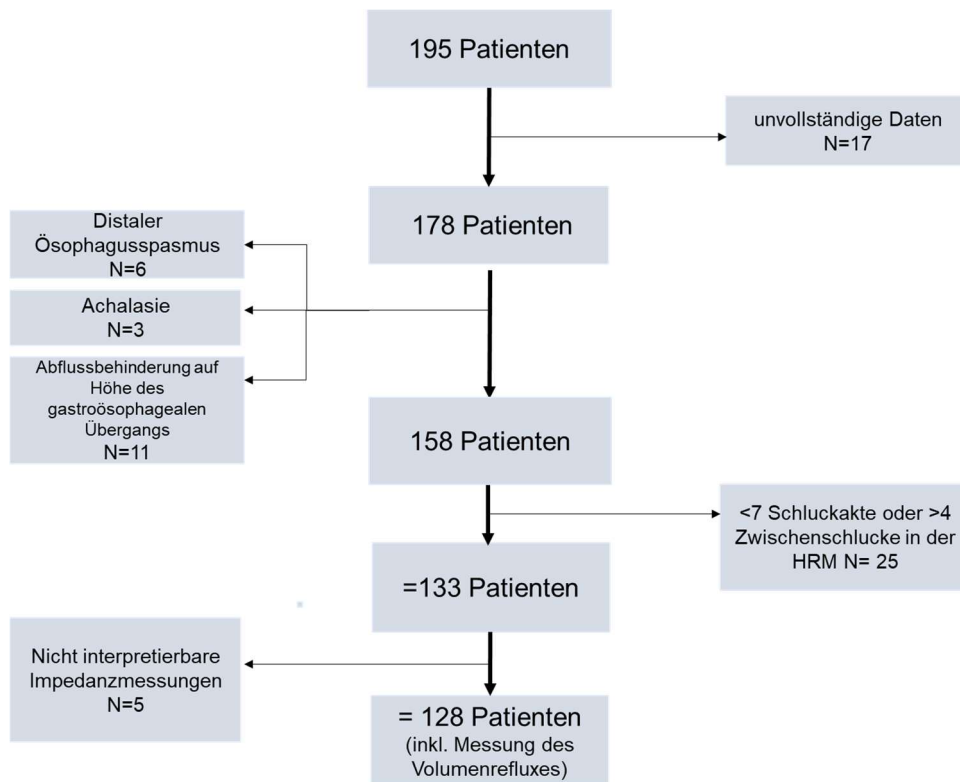 195 Patienten
unvollständige Daten
N=17
178 Patienten
Distaler
Ösophagusspasmus
N=6
Achalasie
N=3
Abflussbehinderung auf
Höhe des
gastroösophagealen
Übergangs
N=11
158 Patienten
<7 Schluckakte oder >4
Zwischenschlucke in der
HRM N= 25
=133 Patienten
Nicht interpretierbare
Impedanzmessungen
N=5
= 128 Patienten
(inkl. Messung des
Volumenrefluxes)